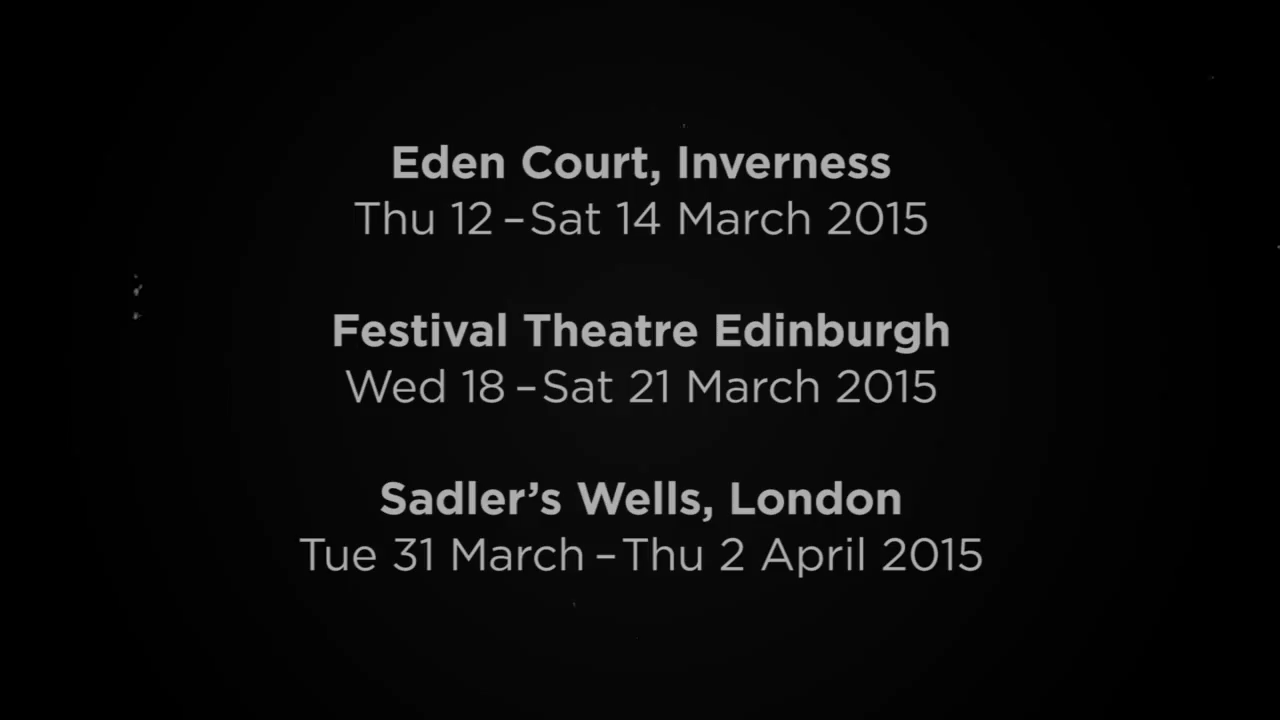 Eden Court, Inverness
Thu 12 – Sat 14 March 2015
Festival Theatre Edinburgh
Wed 18 – Sat 21 March 2015
Sadler’s Wells, London
Tue 31 March – Thu 2 April 2015